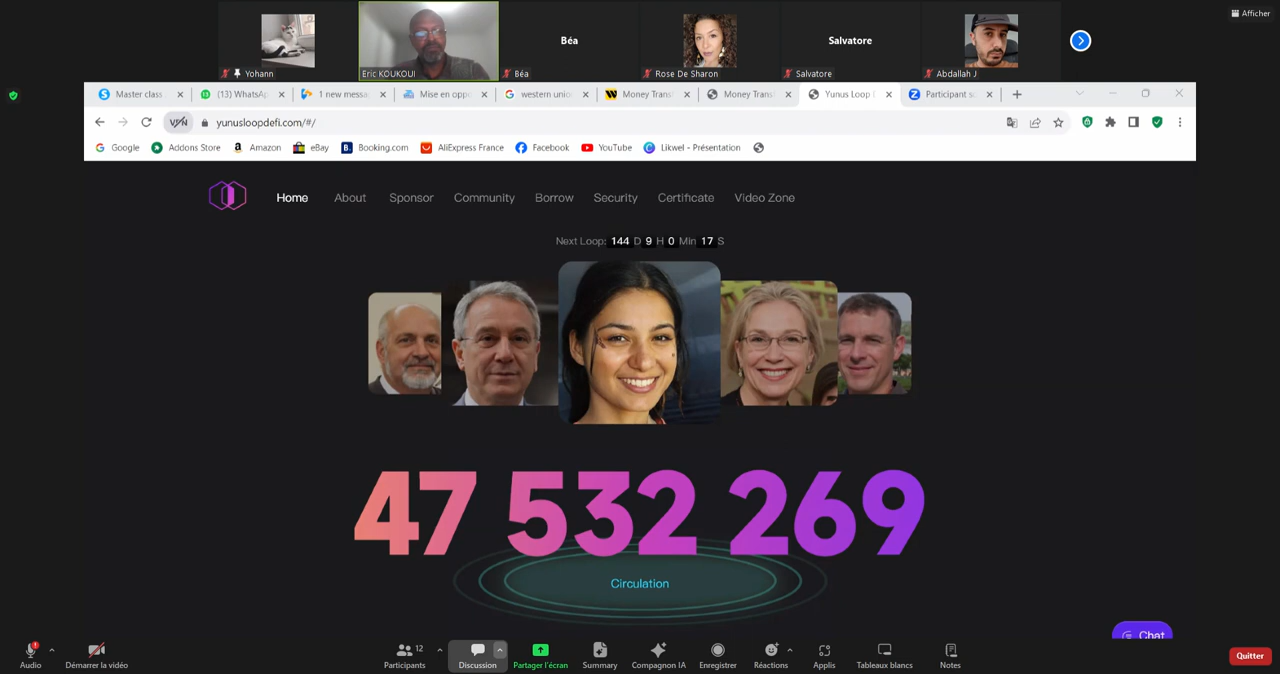 Afficher
Béa
Salvatore
Yohann
Eric KOUKOUI
Béa
Rose De Sharon
Salvatore
Abdallah J
Master class
(13) WhatsAp
1 new messa
Mise en oppo
western unio
Money Trans
Money Trans
Yunus Loop (
Participant sc
VPN
yunusloopdefi.com/#/
Google
Addons Store
Amazon
eBay
Booking.com
AliExpress France
Facebook
YouTube
Likwel - Présentation
Home
About
Sponsor
Community
Borrow
Security
Certificate
Video Zone
Next Loop: 144 D 9 H 0 Min 17 S
47 532 269
Circulation
Chat
12
Audio
Démarrer la vidéo
Participants
Discussion
Partager l'écran
Summary
Compagnon IA
Enregistrer
Réactions
Applis
Tableaux blancs
Notes
Quitter